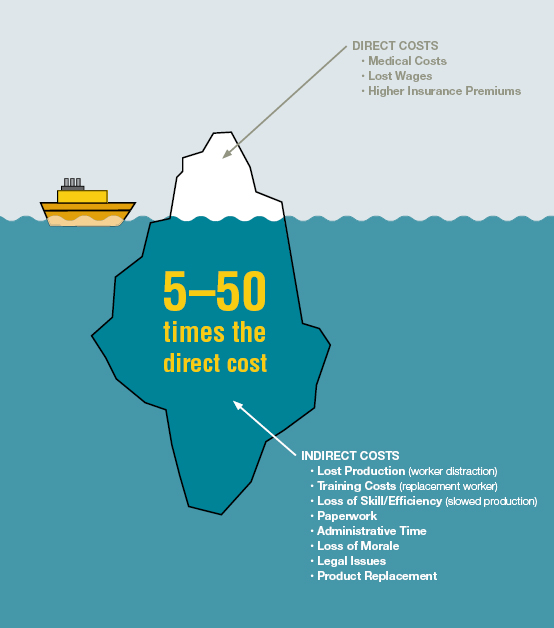 DIRECT COSTS
· Medical Costs
· Lost Wages
· Higher Insurance Premiums
5–50
times the
direct cost
INDIRECT COSTS
· Lost Production (worker distraction)
· Training Costs (replacement worker)
· Loss of Skill/Efficiency (slowed production)
· Paperwork
· Administrative Time
· Loss of Morale
· Legal Issues
· Product Replacement